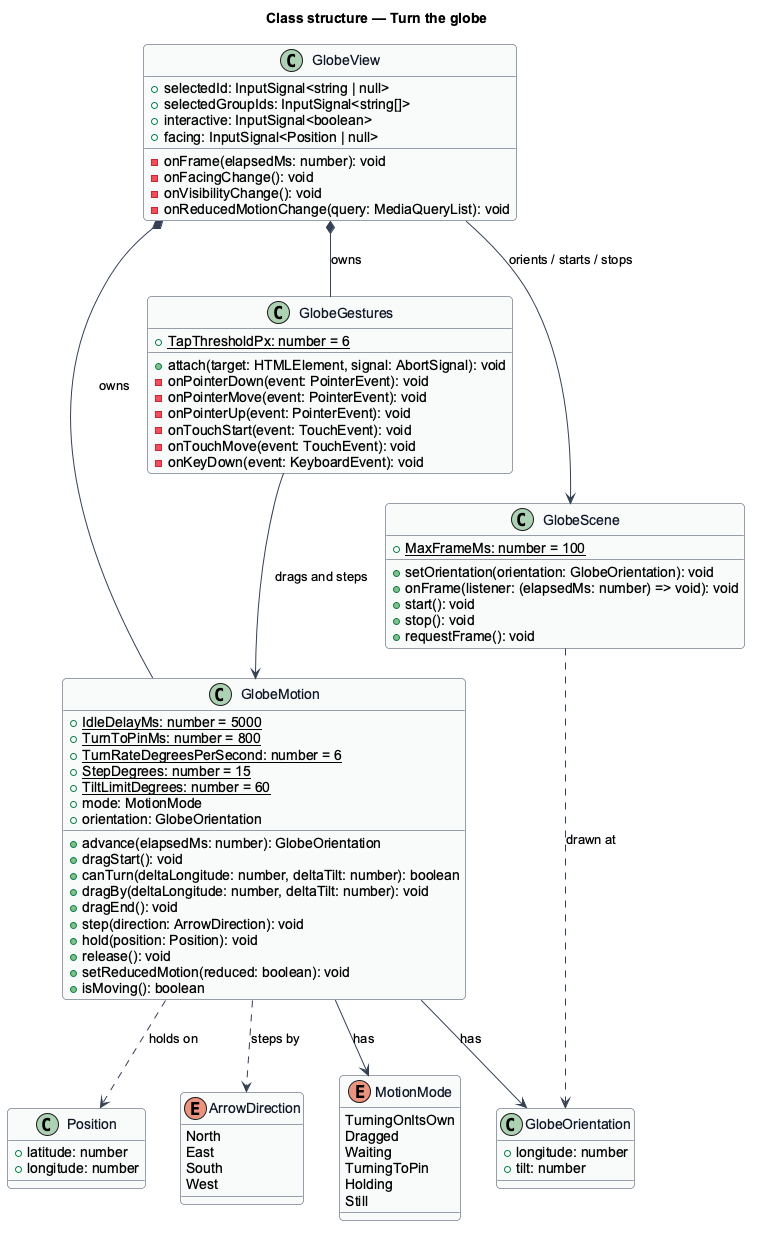 Class structure — Turn the globe
C GlobeView
selectedId: InputSignal<string | null>
selectedGroupIds: InputSignal<string[]>
interactive: InputSignal<boolean>
facing: InputSignal<Position | null>
onFrame(elapsedMs: number): void
onFacingChange(): void
onVisibilityChange(): void
onReducedMotionChange(query: MediaQueryList): void
owns
orients / starts / stops
C GlobeGestures
TapThresholdPx: number = 6
attach(target: HTMLElement, signal: AbortSignal): void
onPointerDown(event: PointerEvent): void
onPointerMove(event: PointerEvent): void
onPointerUp(event: PointerEvent): void
onTouchStart(event: TouchEvent): void
onTouchMove(event: TouchEvent): void
onKeyDown(event: KeyboardEvent): void
owns
C GlobeScene
MaxFrameMs: number = 100
setOrientation(orientation: GlobeOrientation): void
onFrame(listener: (elapsedMs: number) => void): void
start(): void
stop(): void
requestFrame(): void
drags and steps
C GlobeMotion
IdleDelayMs: number = 5000
TurnToPinMs: number = 800
TurnRateDegreesPerSecond: number = 6
StepDegrees: number = 15
TiltLimitDegrees: number = 60
mode: MotionMode
orientation: GlobeOrientation
advance(elapsedMs: number): GlobeOrientation
dragStart(): void
canTurn(deltaLongitude: number, deltaTilt: number): boolean
dragBy(deltaLongitude: number, deltaTilt: number): void
dragEnd(): void
step(direction: ArrowDirection): void
hold(position: Position): void
release(): void
setReducedMotion(reduced: boolean): void
isMoving(): boolean
drawn at
holds on
steps by
has
has
C Position
latitude: number
longitude: number
E ArrowDirection
North
East
South
West
E MotionMode
TurningOnItsOwn
Dragged
Waiting
TurningToPin
Holding
Still
C GlobeOrientation
longitude: number
tilt: number